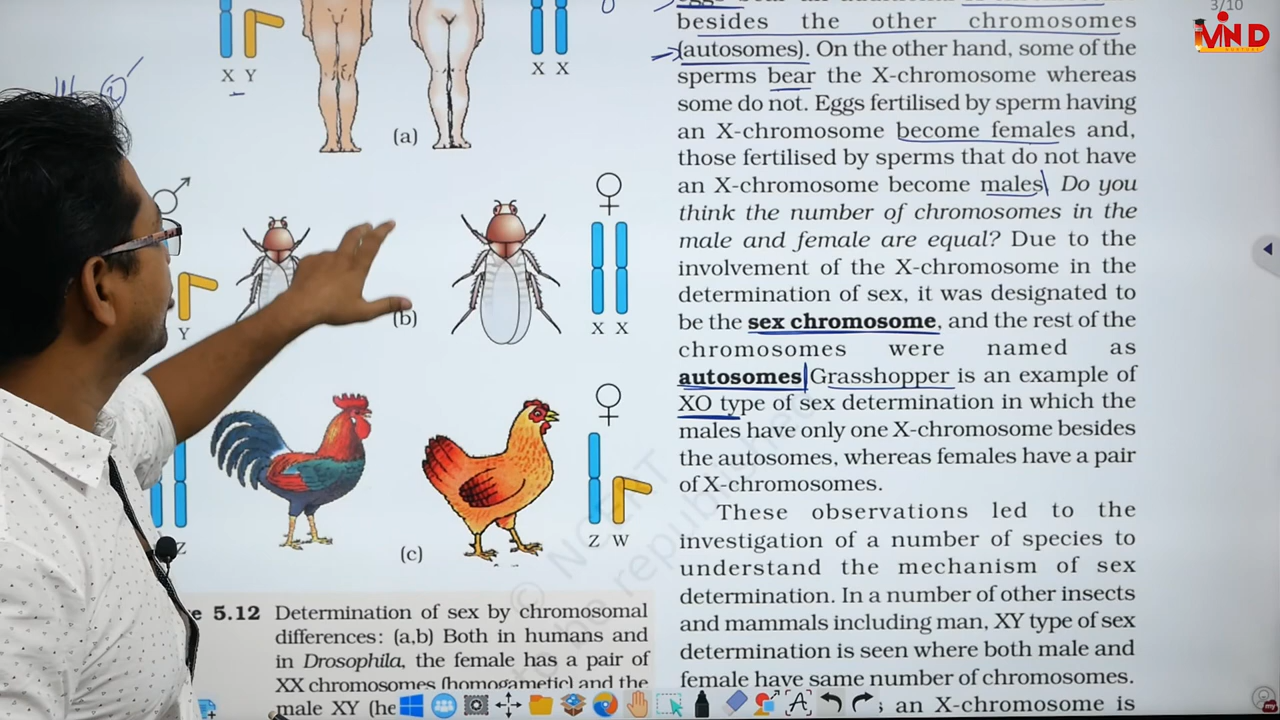 3/10
MIND
besides the other chromosomes
(autosomes). On the other hand, some of the
sperms bear the X-chromosome whereas
some do not. Eggs fertilised by sperm having
an X-chromosome become females and,
those fertilised by sperms that do not have
an X-chromosome become males Do you
think the number of chromosomes in the
male and female are equal? Due to the
involvement of the X-chromosome in the
determination of sex, it was designated to
be the sex chromosome, and the rest of the
chromosomes were named as
autosomes Grasshopper is an example of
XO type of sex determination in which the
males have only one X-chromosome besides
the autosomes, whereas females have a pair
of X-chromosomes.
These observations led to the
investigation of a number of species to
understand the mechanism of sex
determination. In a number of other insects
and mammals including man, XY type of sex
determination is seen where both male and
female have same number of chromosomes.
; an X-chromosome is
X Y
X X
(a)
Y
(b)
X X
Z
(c)
Z W
© NCERT
be republished
e 5.12 Determination of sex by chromosomal
differences: (a,b) Both in humans and
in Drosophila, the female has a pair of
XX chromosomes (homogametic) and the
male XY (he